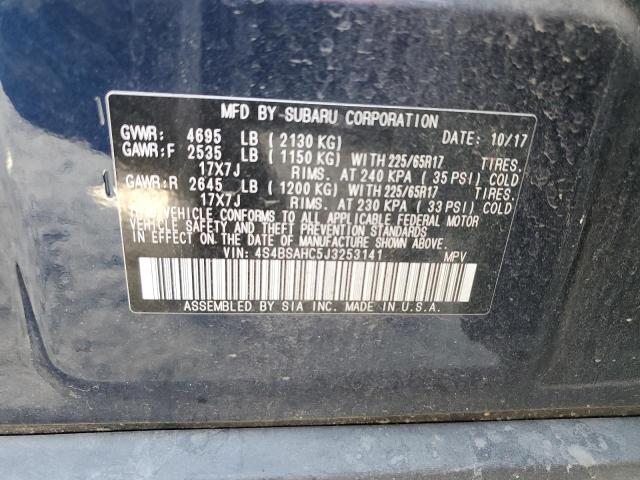 MFD BY SUBARU CORPORATION
GVWR: 4695 LB (2130 KG) DATE: 10/17
GAWR:F 2535 LB (1150 KG) WITH 225/65R17 TIRES.
17X7J RIMS. AT 240 KPA (35 PSI) COLD
GAWR:R 2645 LB (1200 KG) WITH 225/65R17 TIRES.
17X7J RIMS. AT 230 KPA (33 PSI) COLD
THIS VEHICLE CONFORMS TO ALL APPLICABLE FEDERAL MOTOR
VEHICLE SAFETY AND THEFT PREVENTION STANDARDS
IN EFFECT ON THE DATE OF MANUFACTURE SHOWN ABOVE.
VIN: 4S4BSAHC5J3253141 MPV
ASSEMBLED BY SIA INC. MADE IN U.S.A.